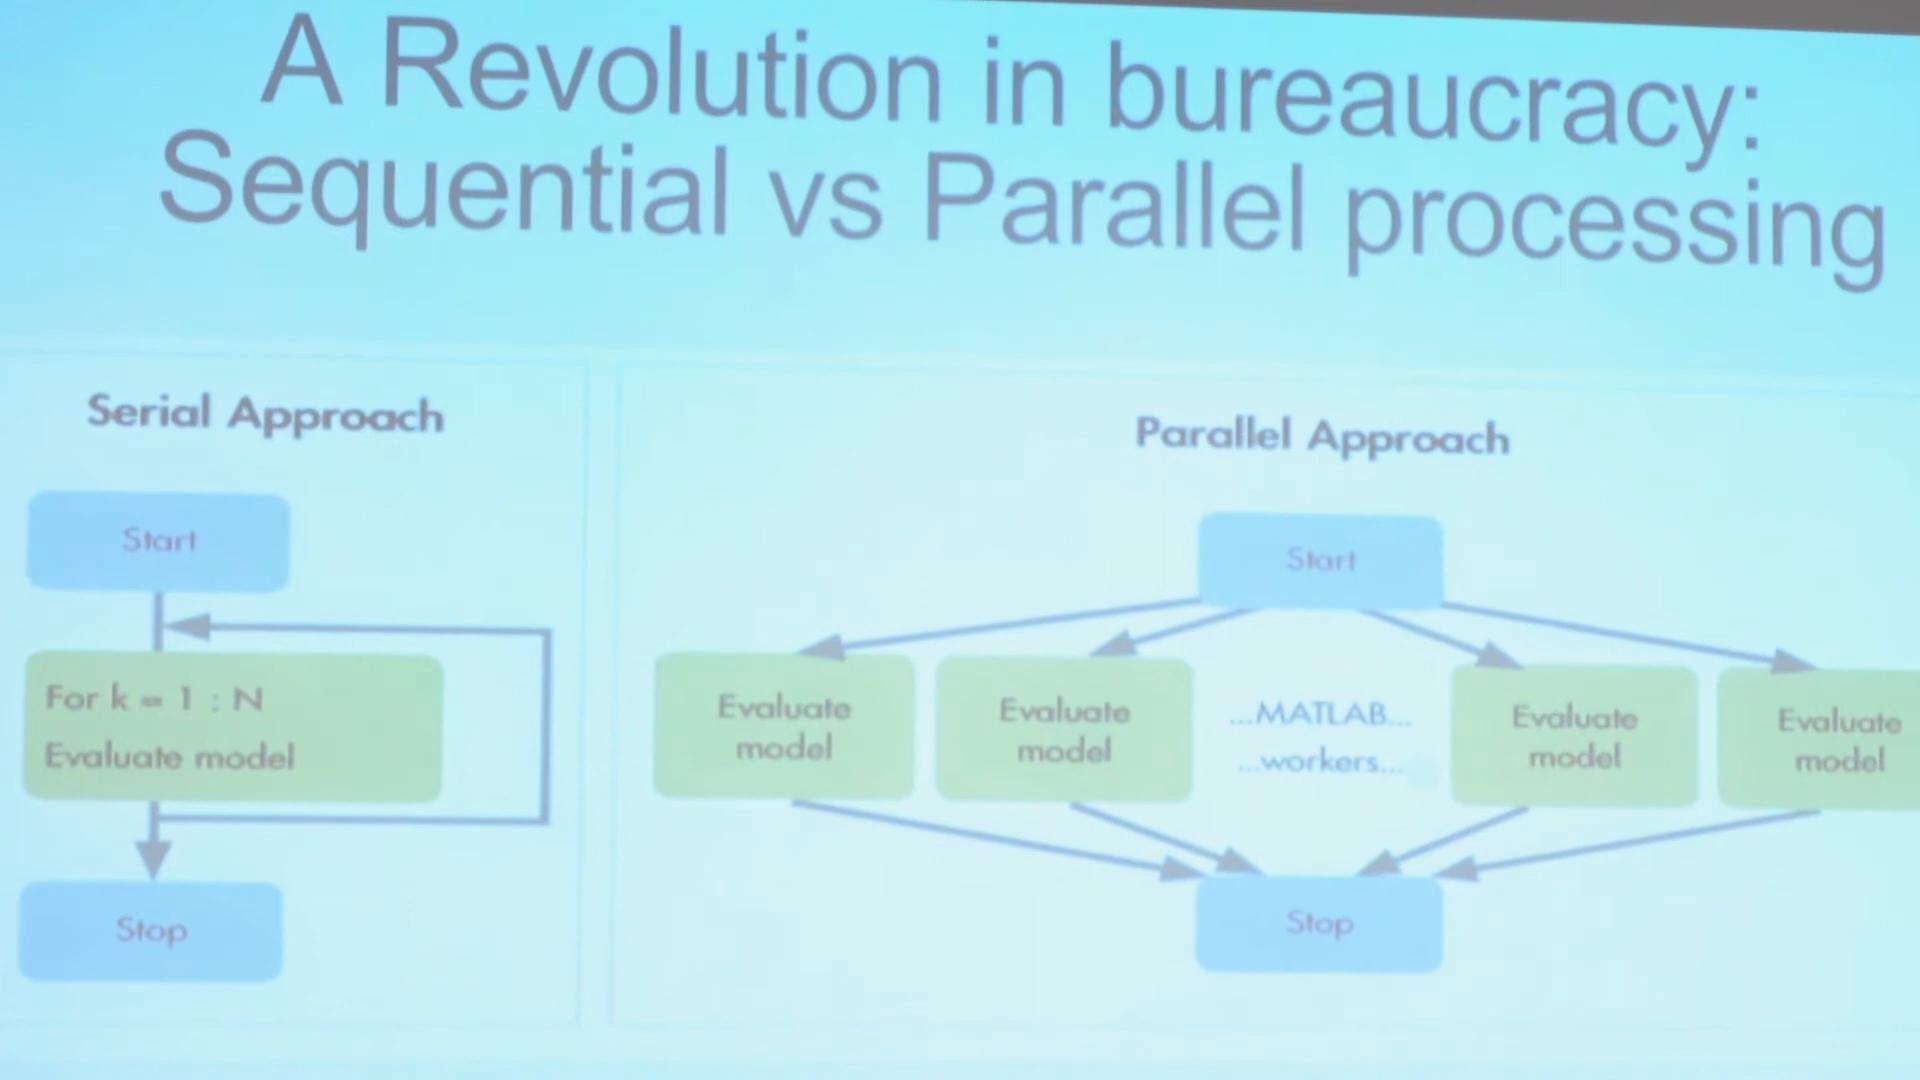 A Revolution in bureaucracy:
Sequential vs Parallel processing
Serial Approach
Start
For k = 1 : N
Evaluate model
Stop
Parallel Approach
Start
Evaluate
model
Evaluate
model
...MATLAB...
...workers...
Evaluate
model
Evaluate
model
Stop